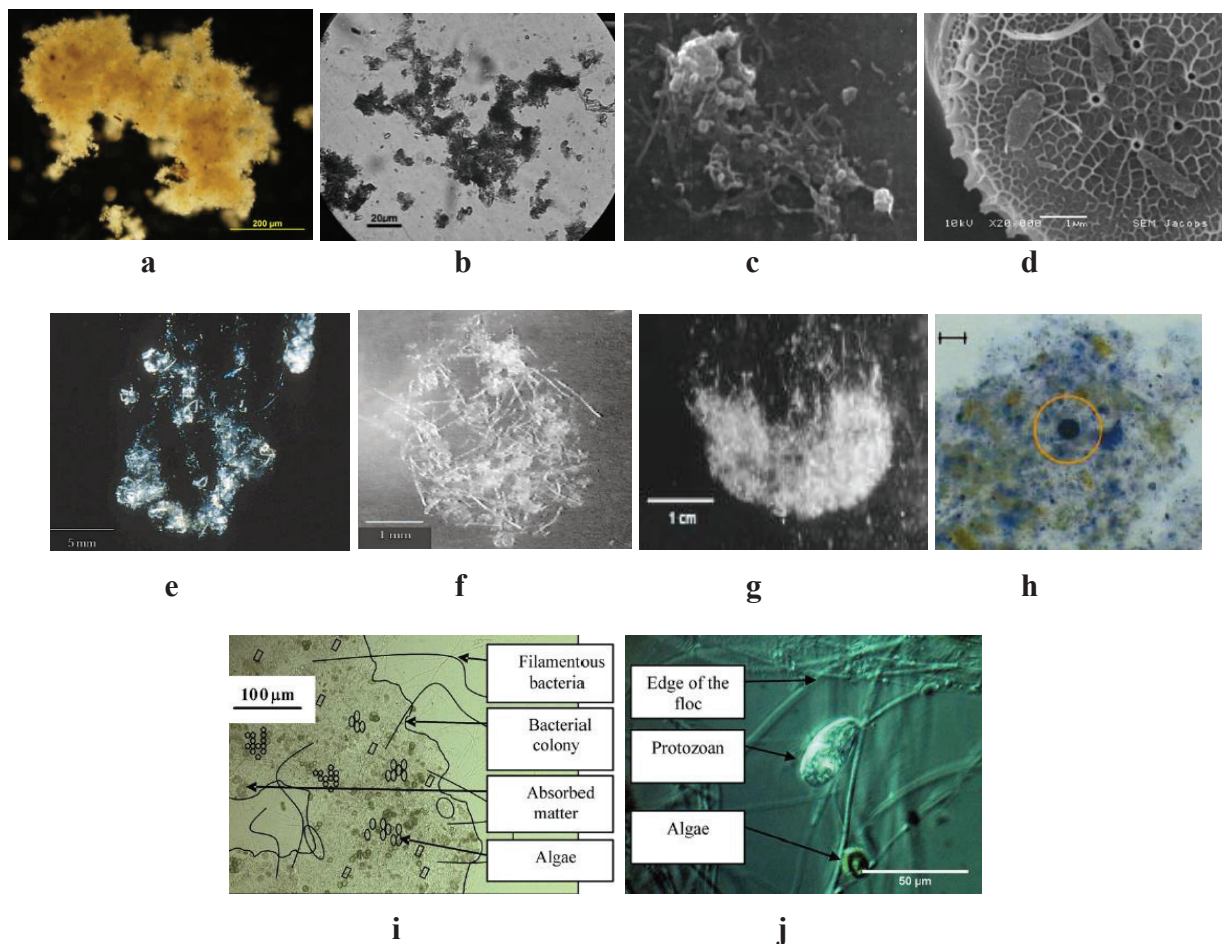 200 µm
20µm
10kV X20,000 1µm SEM Jacobs
a b c d
5 mm
1 mm
1 cm
e f g h
100 µm
Filamentous
bacteria
Bacterial
colony
Absorbed
matter
Algae
Edge of the
floc
Protozoan
Algae
50 µm
i j